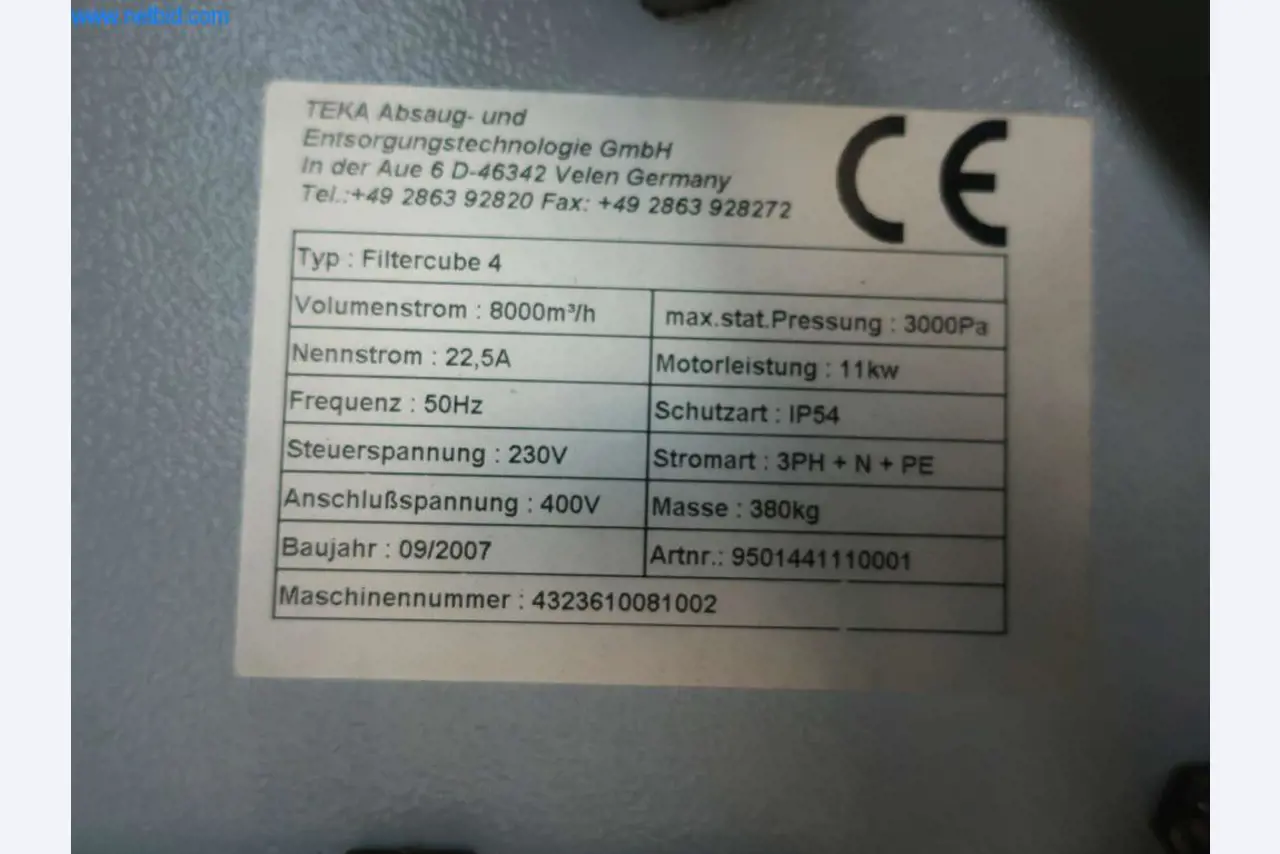 www.netbid.com
TEKA Absaug- und
Entsorgungstechnologie GmbH
In der Aue 6 D-46342 Velen Germany
Tel.:+49 2863 92820 Fax: +49 2863 928272
CE
Typ : Filtercube 4
Volumenstrom : 8000m³/h max.stat.Pressung : 3000Pa
Nennstrom : 22,5A Motorleistung : 11kw
Frequenz : 50Hz Schutzart : IP54
Steuerspannung : 230V Stromart : 3PH + N + PE
Anschlußspannung : 400V Masse : 380kg
Baujahr : 09/2007 Artnr.: 9501441110001
Maschinennummer : 4323610081002